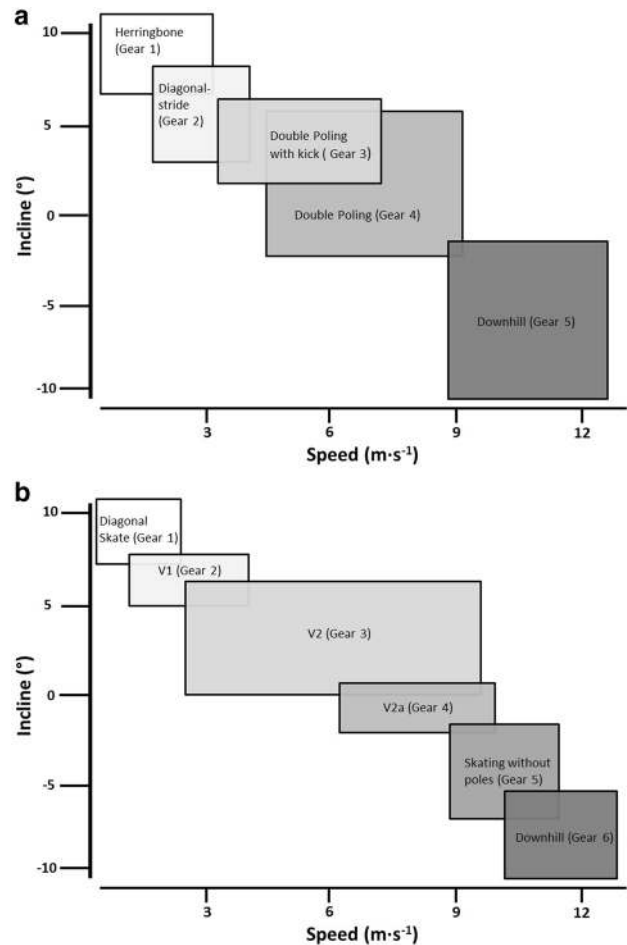 a
10
Herringbone
(Gear 1)
Diagonal-
stride
(Gear 2)
5
Double Poling
with kick ( Gear 3)
Incline (°)
0
Double Poling (Gear 4)
-5
Downhill (Gear 5)
-10
3
6
9
12
Speed (m·s-1)
b
10
Diagonal
Skate (Gear 1)
V1 (Gear 2)
5
V2 (Gear 3)
Incline (°)
0
V2a (Gear 4)
-5
Skating without
poles (Gear 5)
Downhill (Gear 6)
-10
3
6
9
12
Speed (m·s-1)